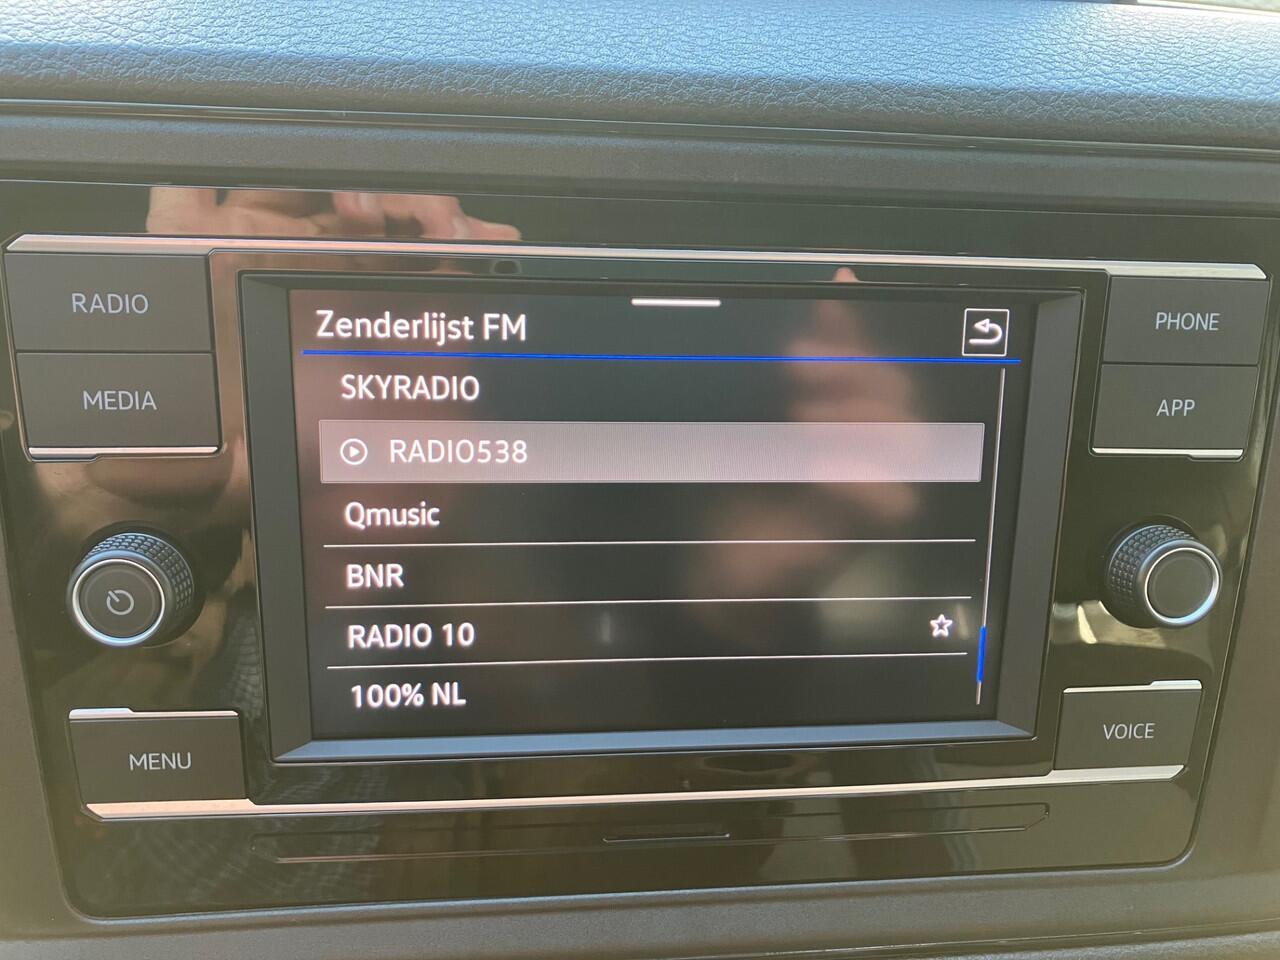 RADIO
MEDIA
MENU
Zenderlijst FM
SKYRADIO
RADIO538
Qmusic
BNR
RADIO 10
100% NL
PHONE
APP
VOICE